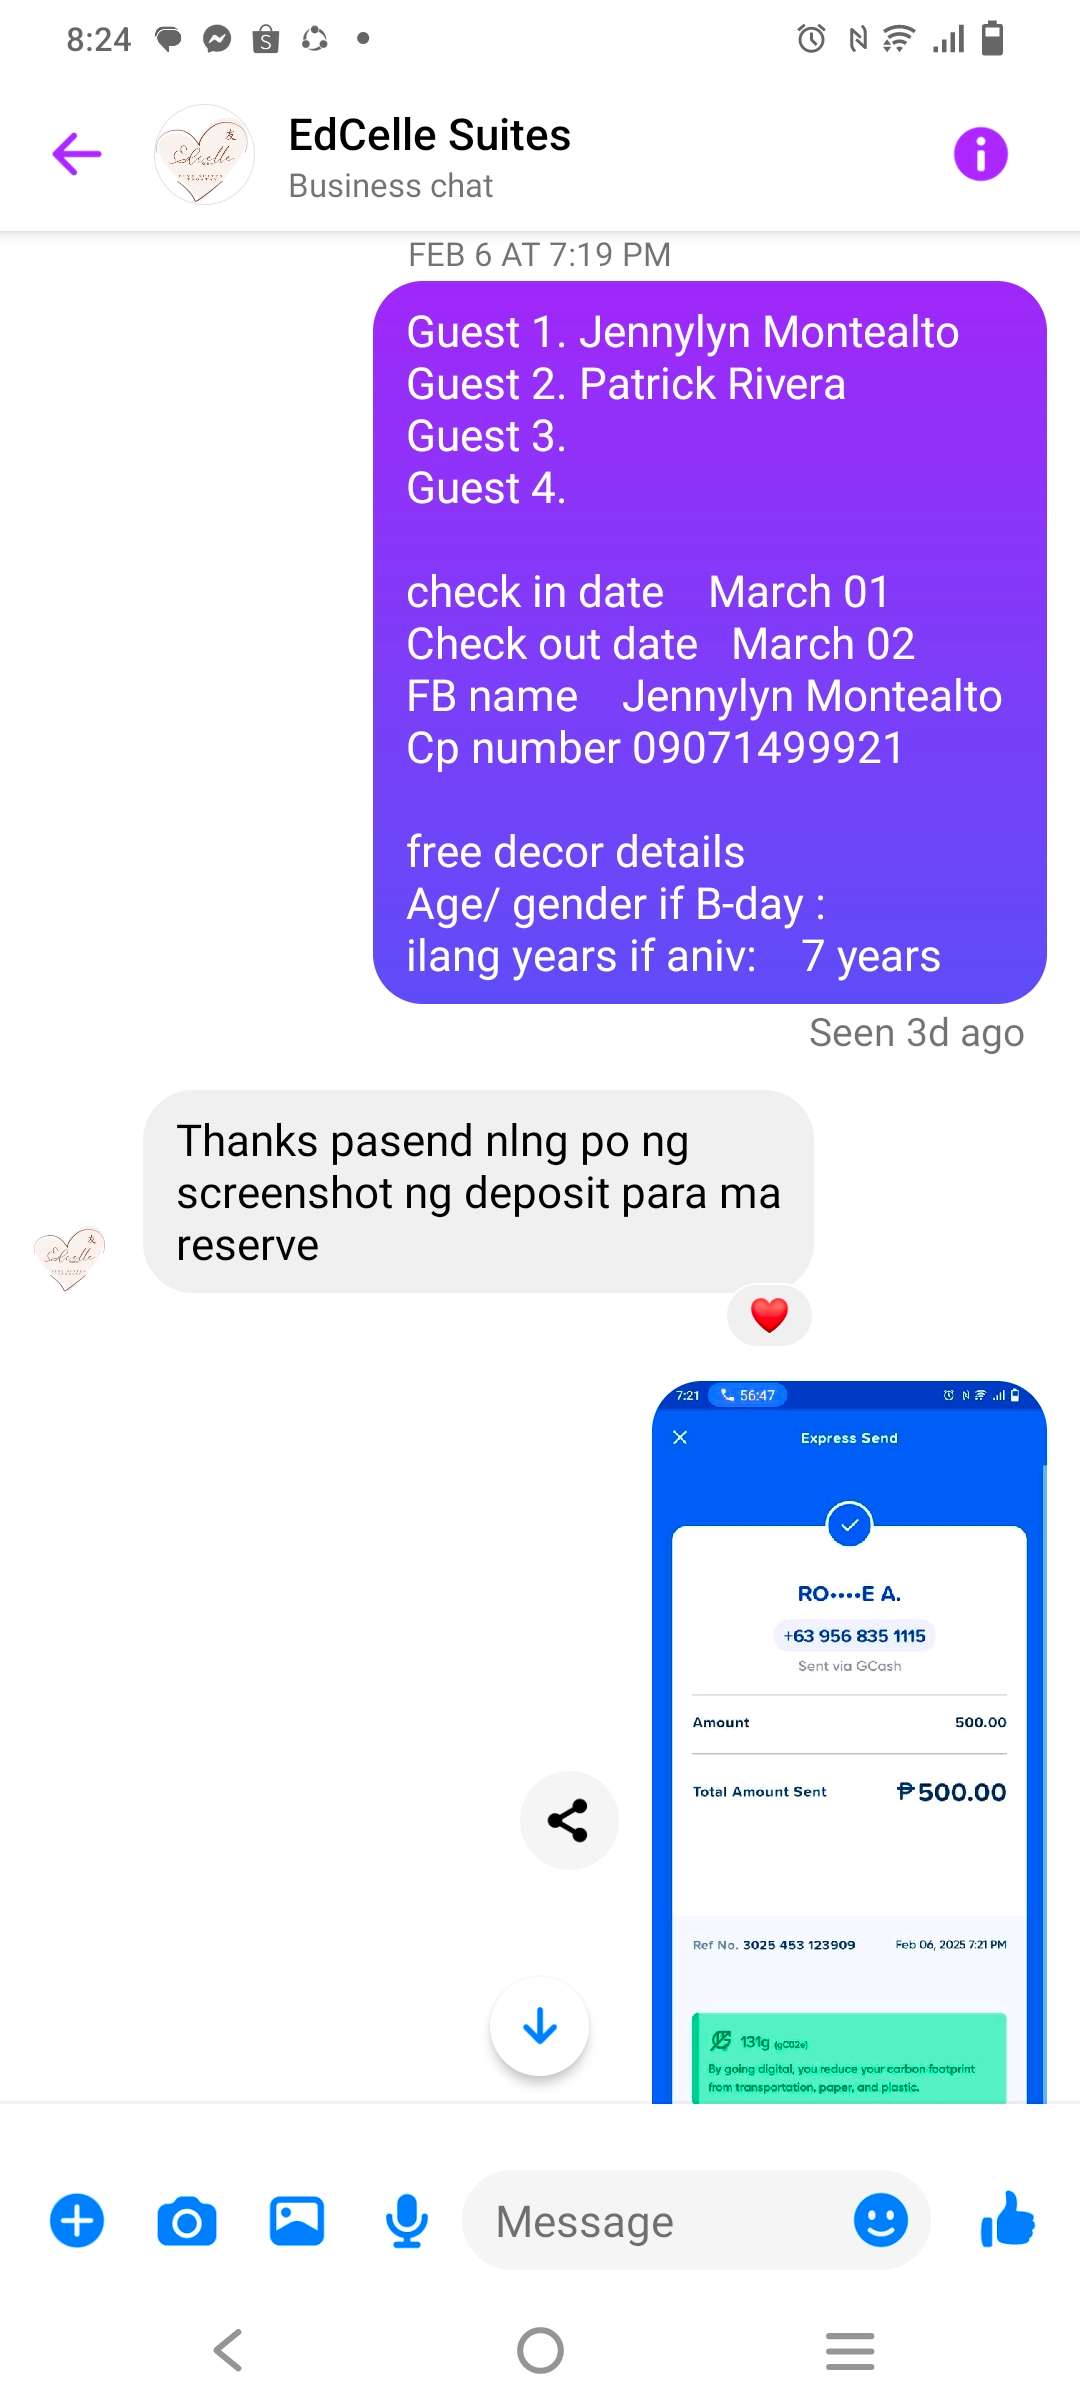 8:24
EdCelle Suites
Business chat
FEB 6 AT 7:19 PM
Guest 1. Jennylyn Montealto
Guest 2. Patrick Rivera
Guest 3.
Guest 4.
check in date    March 01
Check out date   March 02
FB name    Jennylyn Montealto
Cp number 09071499921
free decor details
Age/ gender if B-day :
ilang years if aniv:    7 years
Seen 3d ago
Thanks pasend nlng po ng
screenshot ng deposit para ma
reserve
7:21 56:47
Express Send
RO••••E A.
+63 956 835 1115
Sent via GCash
Amount 500.00
Total Amount Sent ₱500.00
Ref No. 3025 453 123909 Feb 06, 2025 7:21 PM
131g (gCO2e)
By going digital, you reduce your carbon footprint
from transportation, paper, and plastic.
Message